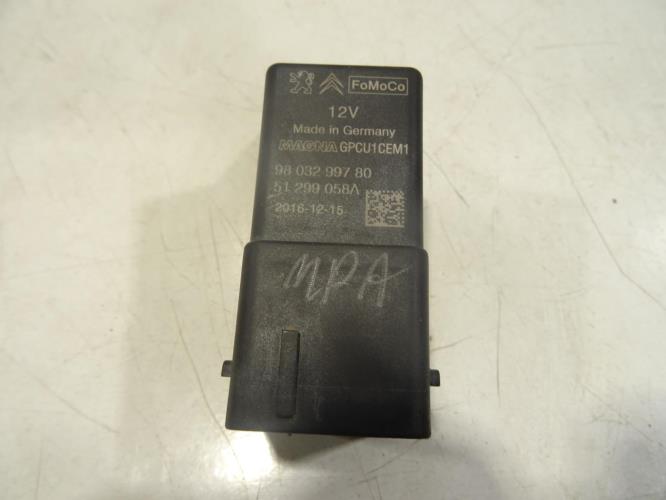 FoMoCo
12V
Made in Germany
MAGNA GPCU1CEM1
98 032 997 80
51 299 058A
2016-12-15
MPA